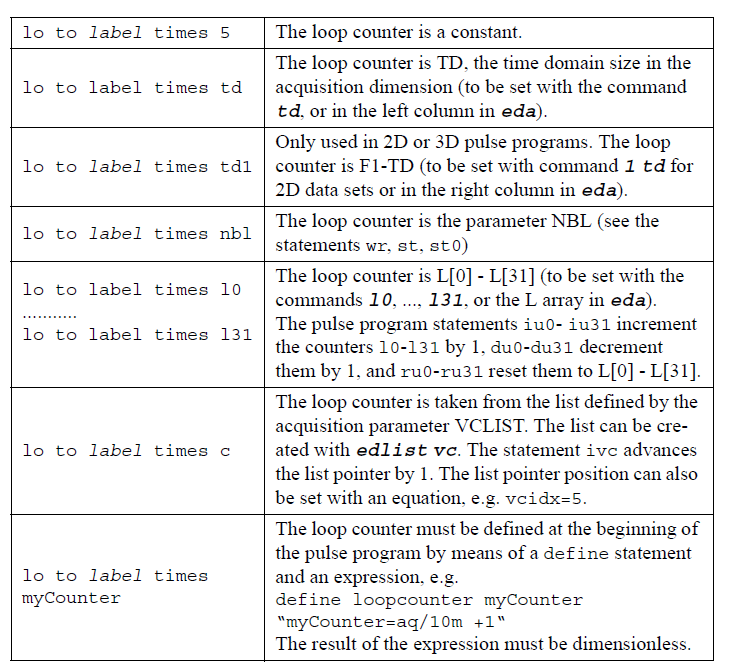 lo to label times 5
The loop counter is a constant.
lo to label times td
The loop counter is TD, the time domain size in the
acquisition dimension (to be set with the command
td, or in the left column in eda).
lo to label times td1
Only used in 2D or 3D pulse programs. The loop
counter is F1-TD (to be set with command 1 td for
2D data sets or in the right column in eda).
lo to label times nbl
The loop counter is the parameter NBL (see the
statements wr, st, st0)
lo to label times l0
...........
lo to label times l31
The loop counter is L[0] - L[31] (to be set with the
commands l0, ..., l31, or the L array in eda).
The pulse program statements iu0- iu31 increment
the counters l0-l31 by 1, du0-du31 decrement
them by 1, and ru0-ru31 reset them to L[0] - L[31].
lo to label times c
The loop counter is taken from the list defined by the
acquisition parameter VCLIST. The list can be cre-
ated with edlist vc. The statement ivc advances
the list pointer by 1. The list pointer position can also
be set with an equation, e.g. vcidx=5.
lo to label times
myCounter
The loop counter must be defined at the beginning of
the pulse program by means of a define statement
and an expression, e.g.
define loopcounter myCounter
"myCounter=aq/10m +1"
The result of the expression must be dimensionless.